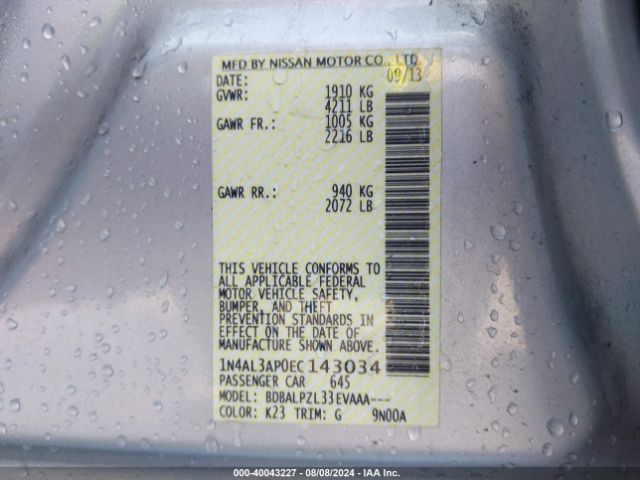 MFD BY NISSAN MOTOR CO., LTD
DATE: 09/13
GVWR: 1910 KG
4211 LB
GAWR FR.: 1005 KG
2216 LB
GAWR RR.: 940 KG
2072 LB
THIS VEHICLE CONFORMS TO
ALL APPLICABLE FEDERAL
MOTOR VEHICLE SAFETY,
BUMPER, AND THEFT
PREVENTION STANDARDS IN
EFFECT ON THE DATE OF
MANUFACTURE SHOWN ABOVE.
1N4AL3AP0EC 143034
PASSENGER CAR 645
MODEL: BDBALPZL33EVAAA---
COLOR: K23 TRIM: G 9N00A
000-40043227 - 08/08/2024 - IAA Inc.